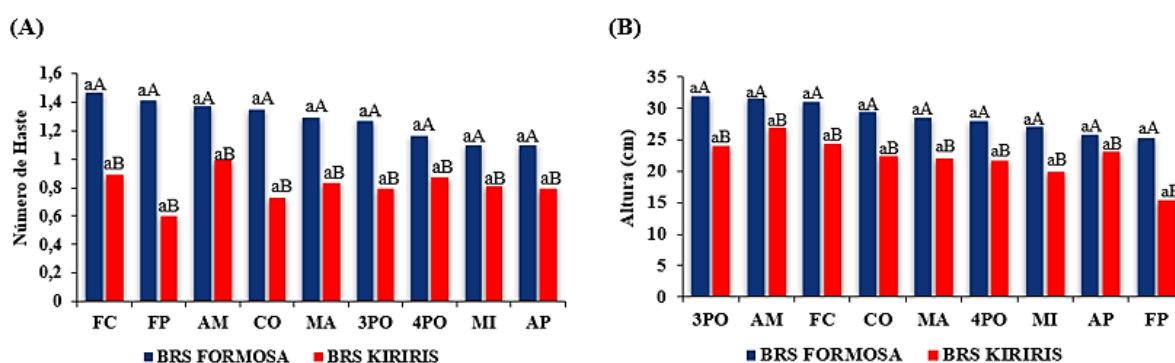 (A)
Número de Haste
1,6
1,4
1,2
1
0,8
0,6
0,4
0,2
0
aA aB aA aB aA aB aA aB aA aB aA aB aA aB aA aB aA aB
FC FP AM CO MA 3PO 4PO MI AP
BRS FORMOSA BRS KIRIRIS
(B)
Altura (cm)
35
30
25
20
15
10
5
0
aA aB aA aB aA aB aA aB aA aB aA aB aA aB aA aB aA aB
3PO AM FC CO MA 4PO MI AP FP
BRS FORMOSA BRS KIRIRIS